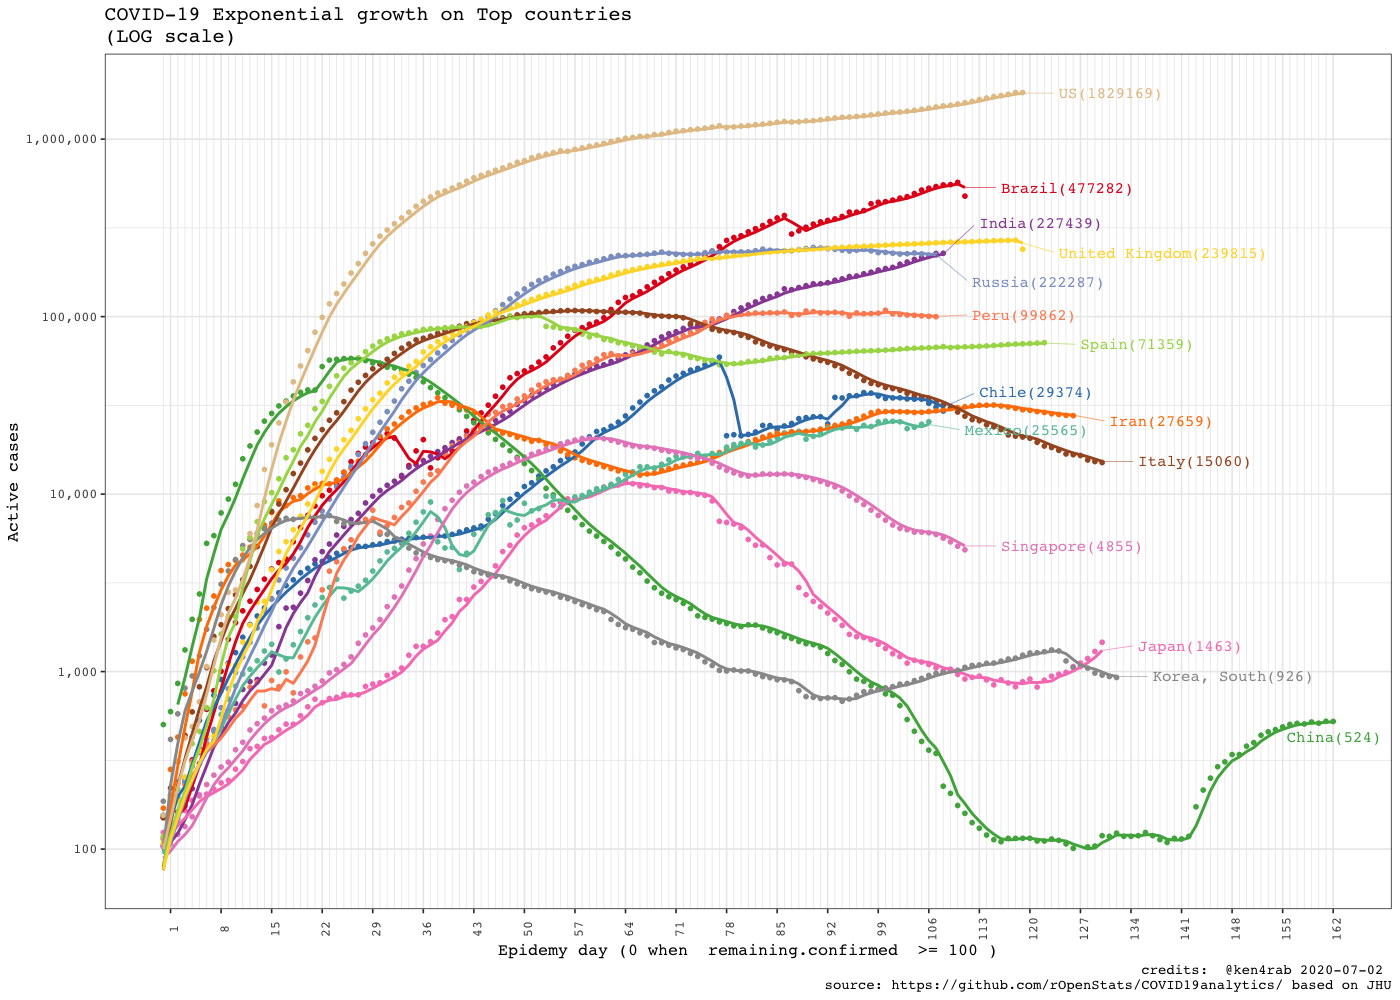 COVID-19 Exponential growth on Top countries
(LOG scale)
Active cases
1,000,000
100,000
10,000
1,000
100
US(1829169)
Brazil(477282)
India(227439)
United Kingdom(239815)
Russia(222287)
Peru(99862)
Spain(71359)
Chile(29374)
Iran(27659)
Mexico(25565)
Italy(15060)
Singapore(4855)
Japan(1463)
Korea, South(926)
China(524)
1 8 15 22 29 36 43 50 57 64 71 78 85 92 99 106 113 120 127 134 141 148 155 162
Epidemy day (0 when  remaining.confirmed  >= 100 )
credits:  @ken4rab 2020-07-02
source: https://github.com/rOpenStats/COVID19analytics/ based on JHU